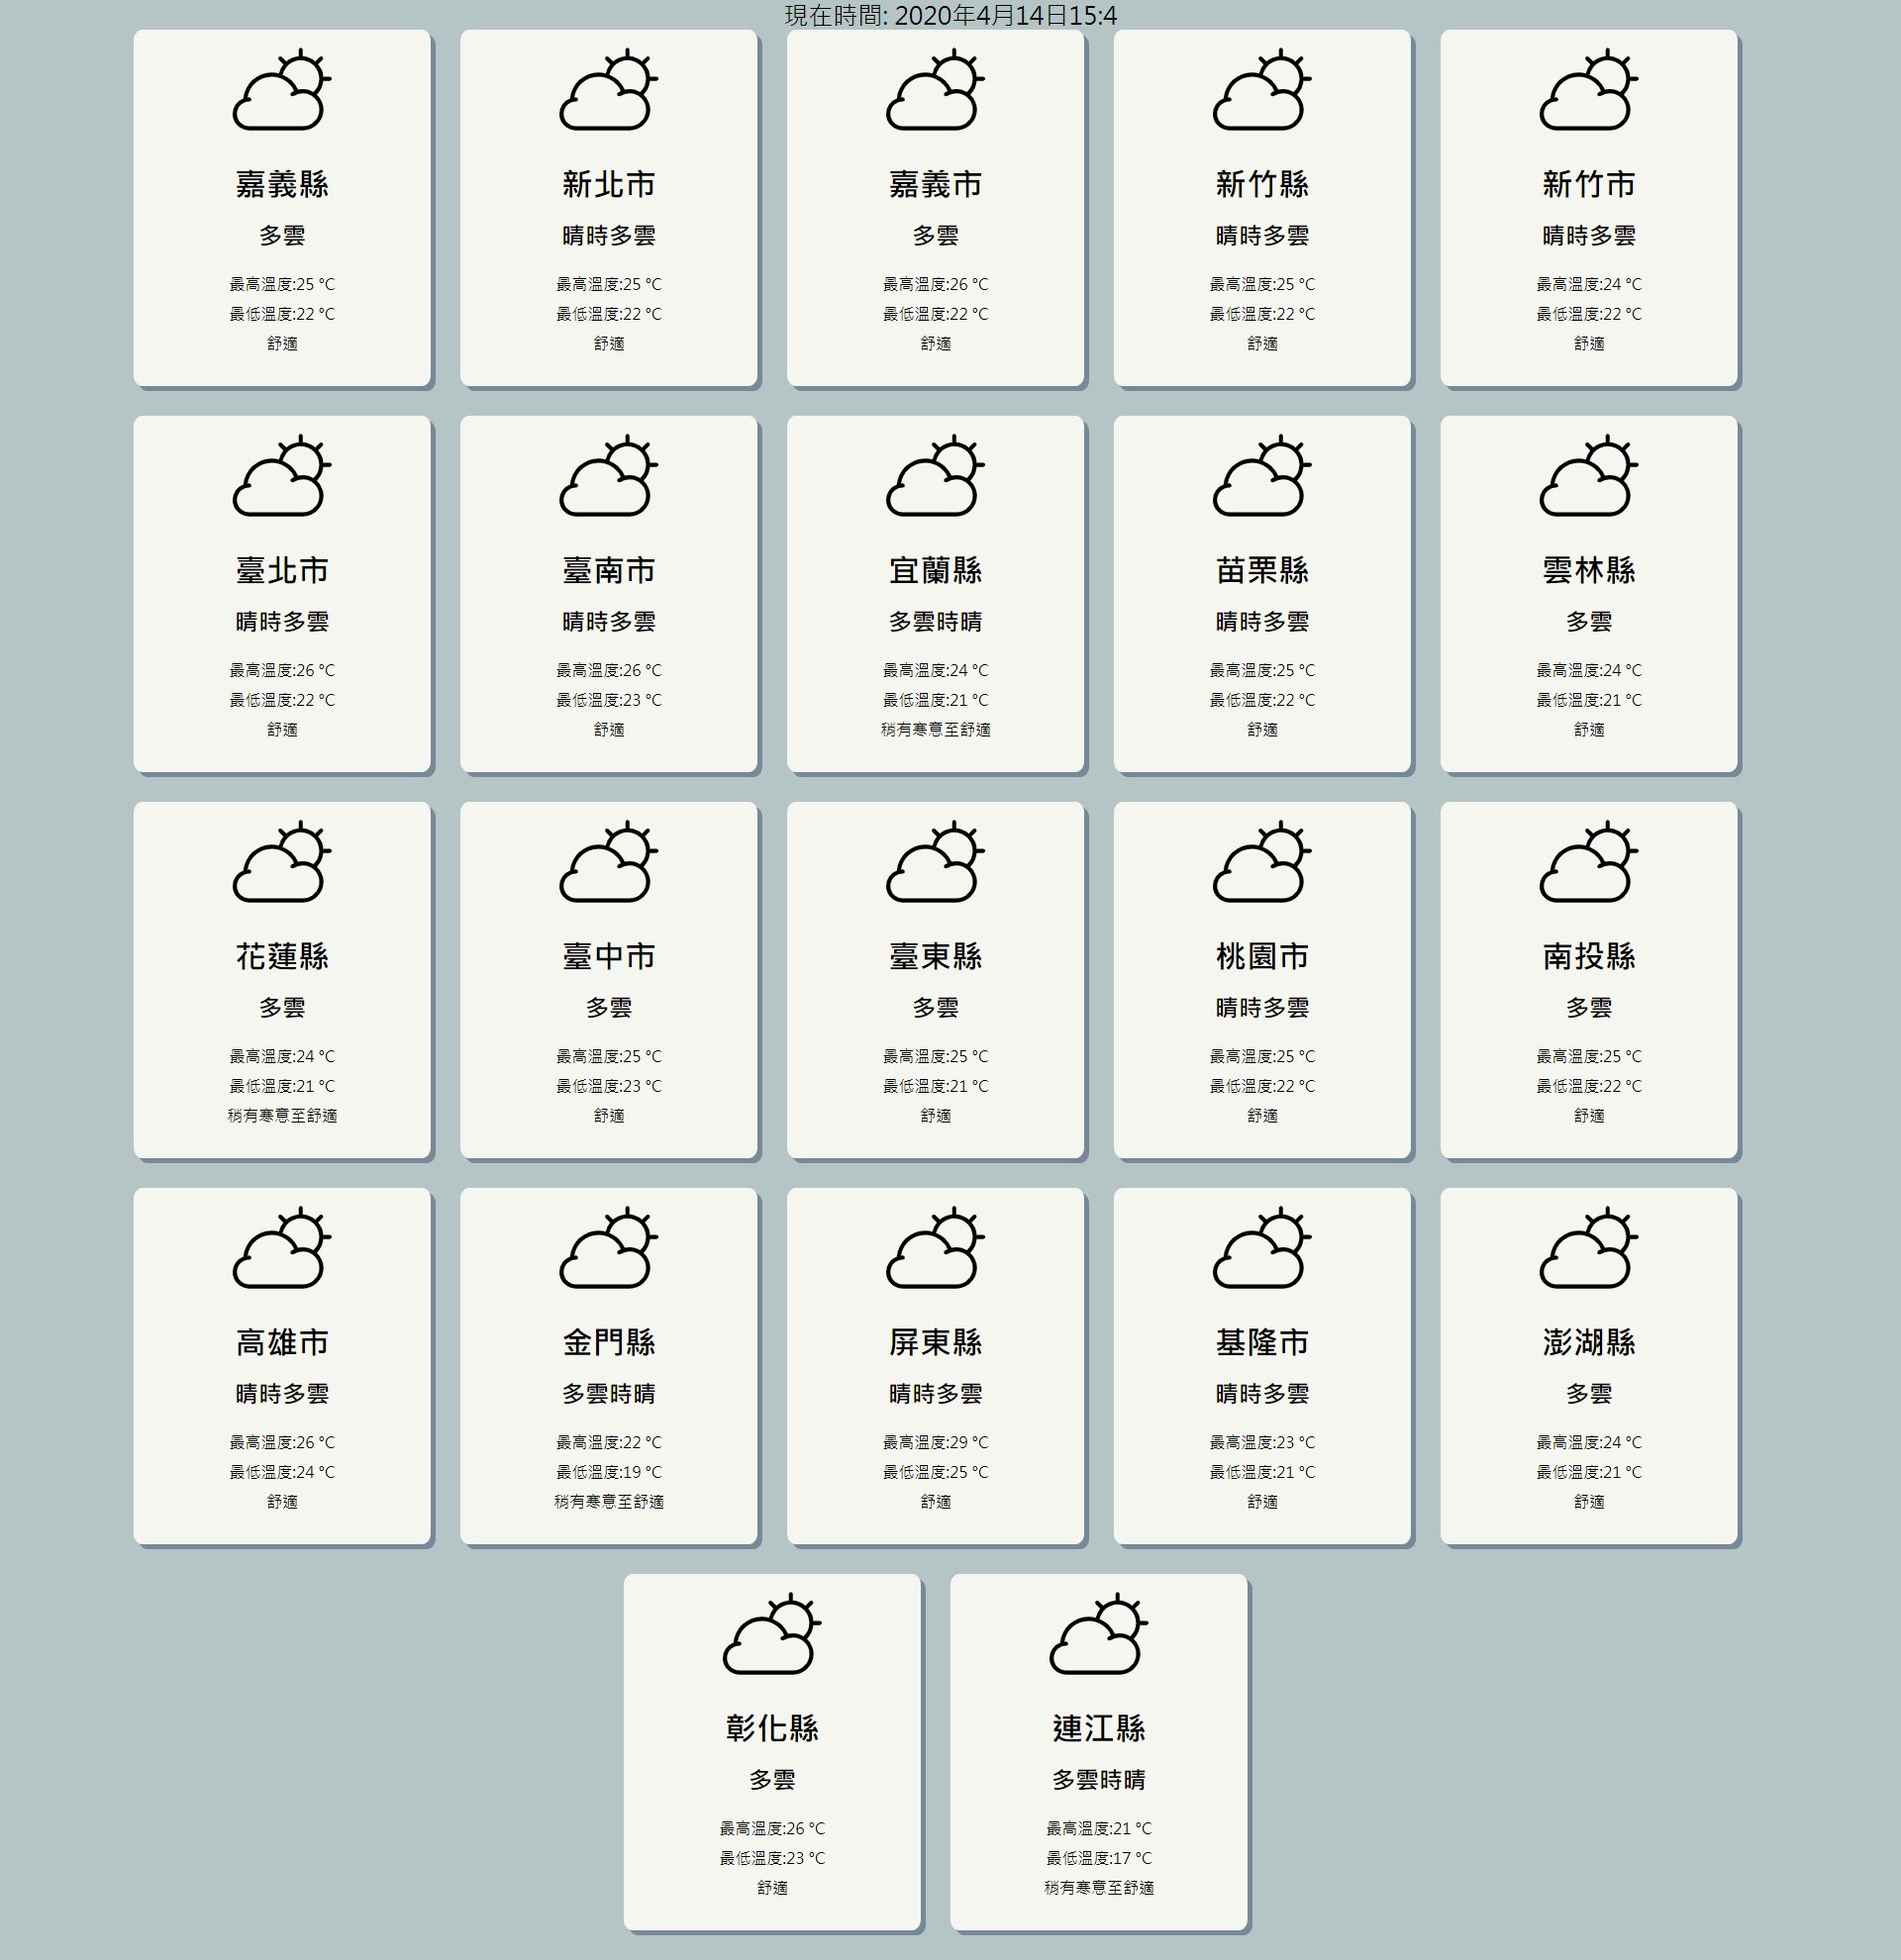 現在時間: 2020年4月14日15:4
嘉義縣
多雲
最高溫度:25 °C
最低溫度:22 °C
舒適
新北市
晴時多雲
最高溫度:25 °C
最低溫度:22 °C
舒適
嘉義市
多雲
最高溫度:26 °C
最低溫度:22 °C
舒適
新竹縣
晴時多雲
最高溫度:25 °C
最低溫度:22 °C
舒適
新竹市
晴時多雲
最高溫度:24 °C
最低溫度:22 °C
舒適
臺北市
晴時多雲
最高溫度:26 °C
最低溫度:22 °C
舒適
臺南市
晴時多雲
最高溫度:26 °C
最低溫度:23 °C
舒適
宜蘭縣
多雲時晴
最高溫度:24 °C
最低溫度:21 °C
稍有寒意至舒適
苗栗縣
晴時多雲
最高溫度:25 °C
最低溫度:22 °C
舒適
雲林縣
多雲
最高溫度:24 °C
最低溫度:21 °C
舒適
花蓮縣
多雲
最高溫度:24 °C
最低溫度:21 °C
稍有寒意至舒適
臺中市
多雲
最高溫度:25 °C
最低溫度:23 °C
舒適
臺東縣
多雲
最高溫度:25 °C
最低溫度:21 °C
舒適
桃園市
晴時多雲
最高溫度:25 °C
最低溫度:22 °C
舒適
南投縣
多雲
最高溫度:25 °C
最低溫度:22 °C
舒適
高雄市
晴時多雲
最高溫度:26 °C
最低溫度:24 °C
舒適
金門縣
多雲時晴
最高溫度:22 °C
最低溫度:19 °C
稍有寒意至舒適
屏東縣
晴時多雲
最高溫度:29 °C
最低溫度:25 °C
舒適
基隆市
晴時多雲
最高溫度:23 °C
最低溫度:21 °C
舒適
澎湖縣
多雲
最高溫度:24 °C
最低溫度:21 °C
舒適
彰化縣
多雲
最高溫度:26 °C
最低溫度:23 °C
舒適
連江縣
多雲時晴
最高溫度:21 °C
最低溫度:17 °C
稍有寒意至舒適